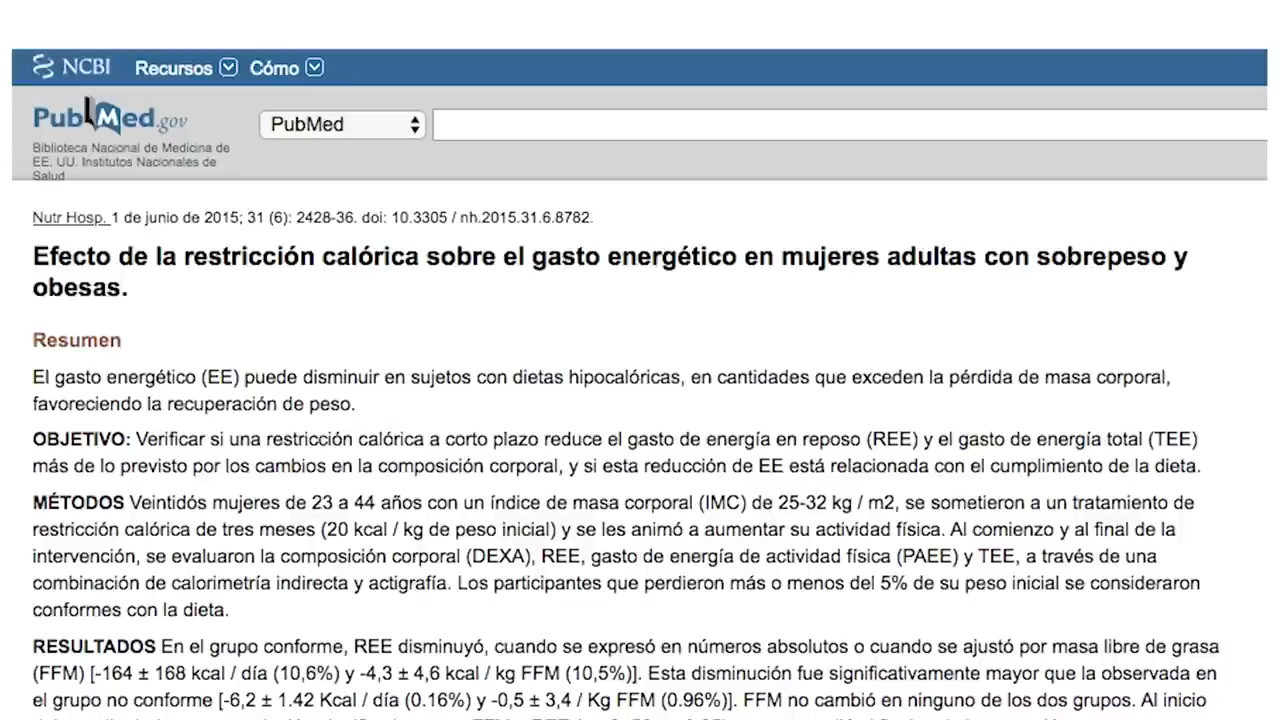 NCBI Recursos Cómo
PubMed.gov
PubMed
Biblioteca Nacional de Medicina de
EE. UU. Institutos Nacionales de
Salud
Nutr Hosp. 1 de junio de 2015; 31 (6): 2428-36. doi: 10.3305 / nh.2015.31.6.8782.
Efecto de la restricción calórica sobre el gasto energético en mujeres adultas con sobrepeso y
obesas.
Resumen
El gasto energético (EE) puede disminuir en sujetos con dietas hipocalóricas, en cantidades que exceden la pérdida de masa corporal,
favoreciendo la recuperación de peso.
OBJETIVO: Verificar si una restricción calórica a corto plazo reduce el gasto de energía en reposo (REE) y el gasto de energía total (TEE)
más de lo previsto por los cambios en la composición corporal, y si esta reducción de EE está relacionada con el cumplimiento de la dieta.
MÉTODOS Veintidós mujeres de 23 a 44 años con un índice de masa corporal (IMC) de 25-32 kg / m2, se sometieron a un tratamiento de
restricción calórica de tres meses (20 kcal / kg de peso inicial) y se les animó a aumentar su actividad física. Al comienzo y al final de la
intervención, se evaluaron la composición corporal (DEXA), REE, gasto de energía de actividad física (PAEE) y TEE, a través de una
combinación de calorimetría indirecta y actigrafía. Los participantes que perdieron más o menos del 5% de su peso inicial se consideraron
conformes con la dieta.
RESULTADOS En el grupo conforme, REE disminuyó, cuando se expresó en números absolutos o cuando se ajustó por masa libre de grasa
(FFM) [-164 ± 168 kcal / día (10,6%) y -4,3 ± 4,6 kcal / kg FFM (10,5%)]. Esta disminución fue significativamente mayor que la observada en
el grupo no conforme [-6,2 ± 1.42 Kcal / día (0.16%) y -0,5 ± 3,4 / Kg FFM (0.96%)]. FFM no cambió en ninguno de los dos grupos. Al inicio